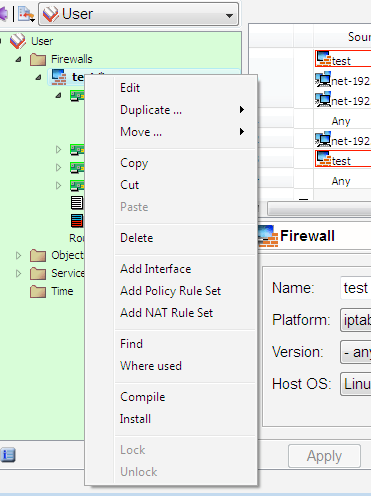 User
Sour
User
Firewalls
test
Edit
Duplicate ...
Move ...
Copy
Cut
Paste
Delete
Add Interface
Add Policy Rule Set
Add NAT Rule Set
Find
Where used
Compile
Install
Lock
Unlock
Rou
Object
Service
Time
test
net-192
net-192
Any
net-192
test
Any
Firewall
Name: test
Platform: iptab
Version: - any
Host OS: Linu
Apply